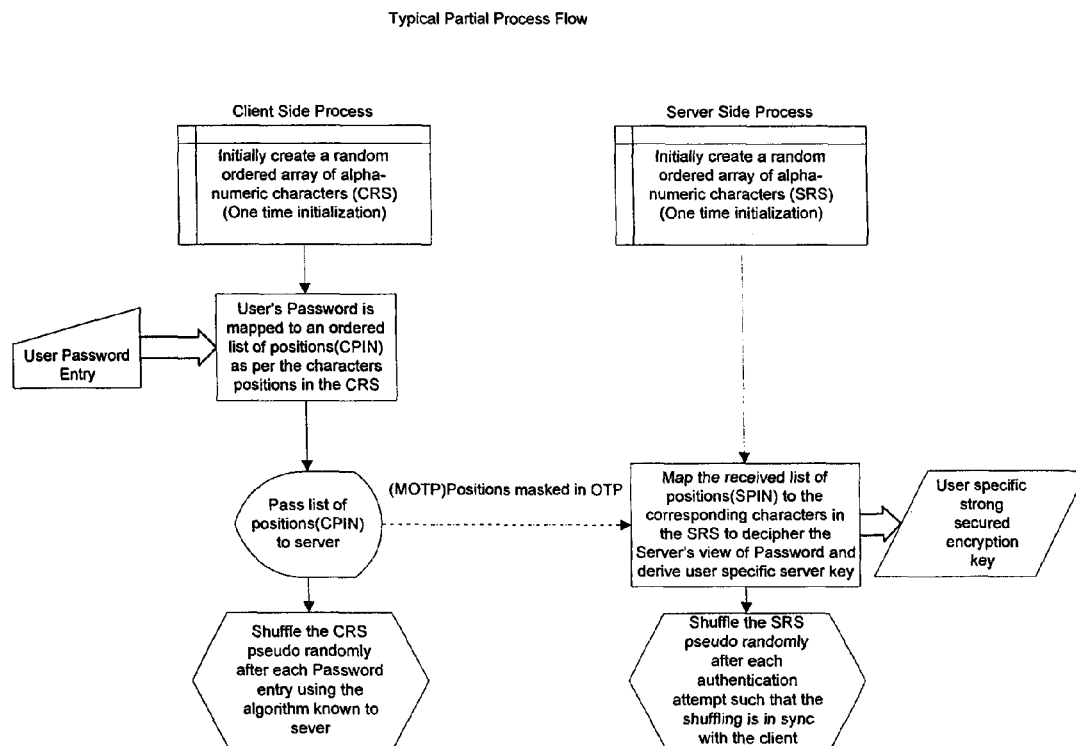 Typical Partial Process Flow
Client Side Process
Initially create a random
ordered array of alpha-
numeric characters (CRS)
(One time initialization)
Server Side Process
Initially create a random
ordered array of alpha-
numeric characters (SRS)
(One time initialization)
User Password
Entry
User's Password is
mapped to an ordered
list of positions(CPIN)
as per the characters
positions in the CRS
Pass list of
positions(CPIN)
to server
(MOTP)Positions masked in OTP
Map the received list of
positions(SPIN) to the
corresponding characters in
the SRS to decipher the
Server's view of Password and
derive user specific server key
User specific
strong
secured
encryption
key
Shuffle the CRS
pseudo randomly
after each Password
entry using the
algorithm known to
sever
Shuffle the SRS
pseudo randomly
after each
authentication
attempt such that the
shuffling is in sync
with the client